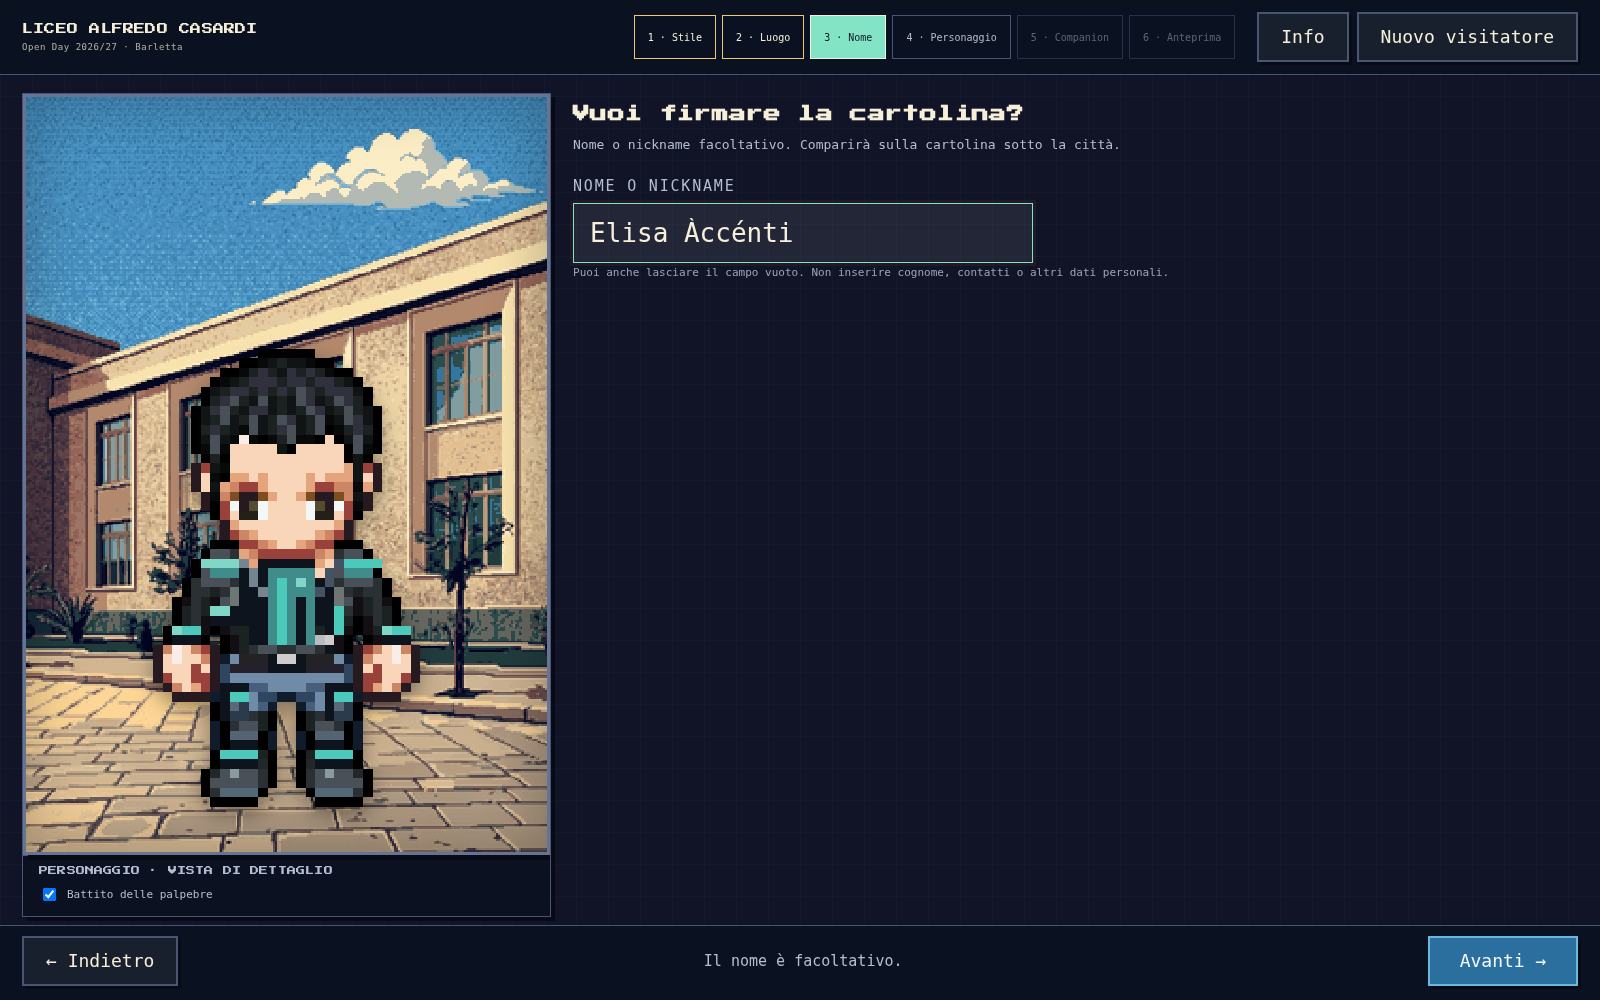 LICEO ALFREDO CASARDI
Open Day 2026/27 · Barletta
1 · Stile
2 · Luogo
3 · Nome
4 · Personaggio
5 · Companion
6 · Anteprima
Info
Nuovo visitatore
Vuoi firmare la cartolina?
Nome o nickname facoltativo. Comparirà sulla cartolina sotto la città.
NOME O NICKNAME
Elisa Àccénti
Puoi anche lasciare il campo vuoto. Non inserire cognome, contatti o altri dati personali.
PERSONAGGIO · VISTA DI DETTAGLIO
Battito delle palpebre
← Indietro
Il nome è facoltativo.
Avanti →